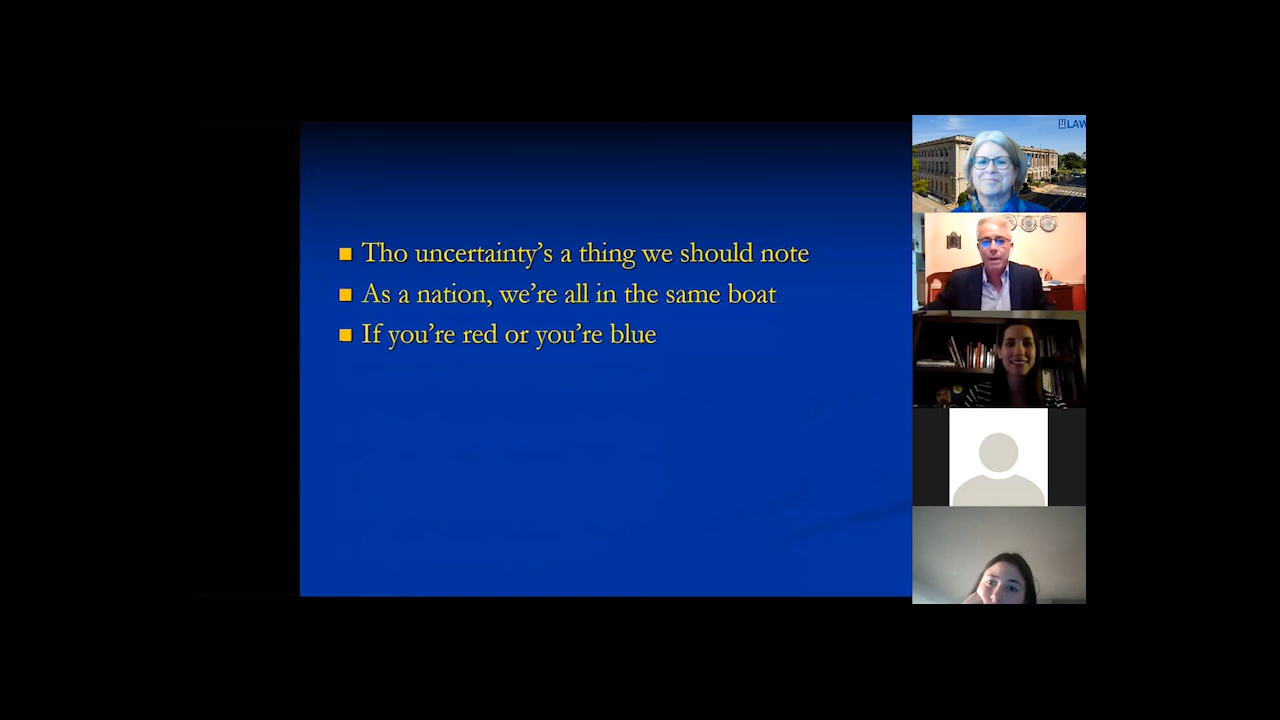 Tho uncertainty’s a thing we should note
As a nation, we’re all in the same boat
If you’re red or you’re blue
LAW